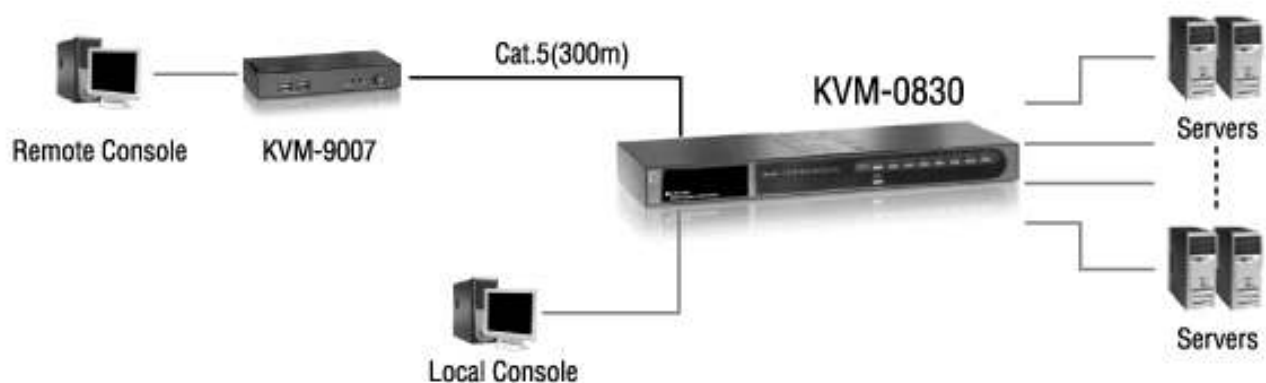 Cat.5(300m)
KVM-0830
Remote Console
KVM-9007
Servers
Local Console
Servers